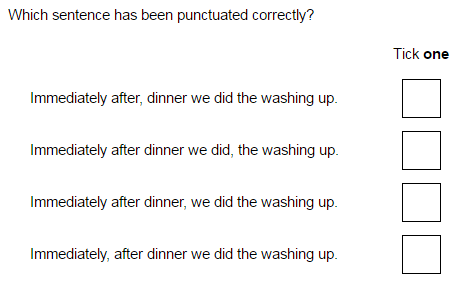 Which sentence has been punctuated correctly?
Tick one
Immediately after, dinner we did the washing up.
Immediately after dinner we did, the washing up.
Immediately after dinner, we did the washing up.
Immediately, after dinner we did the washing up.